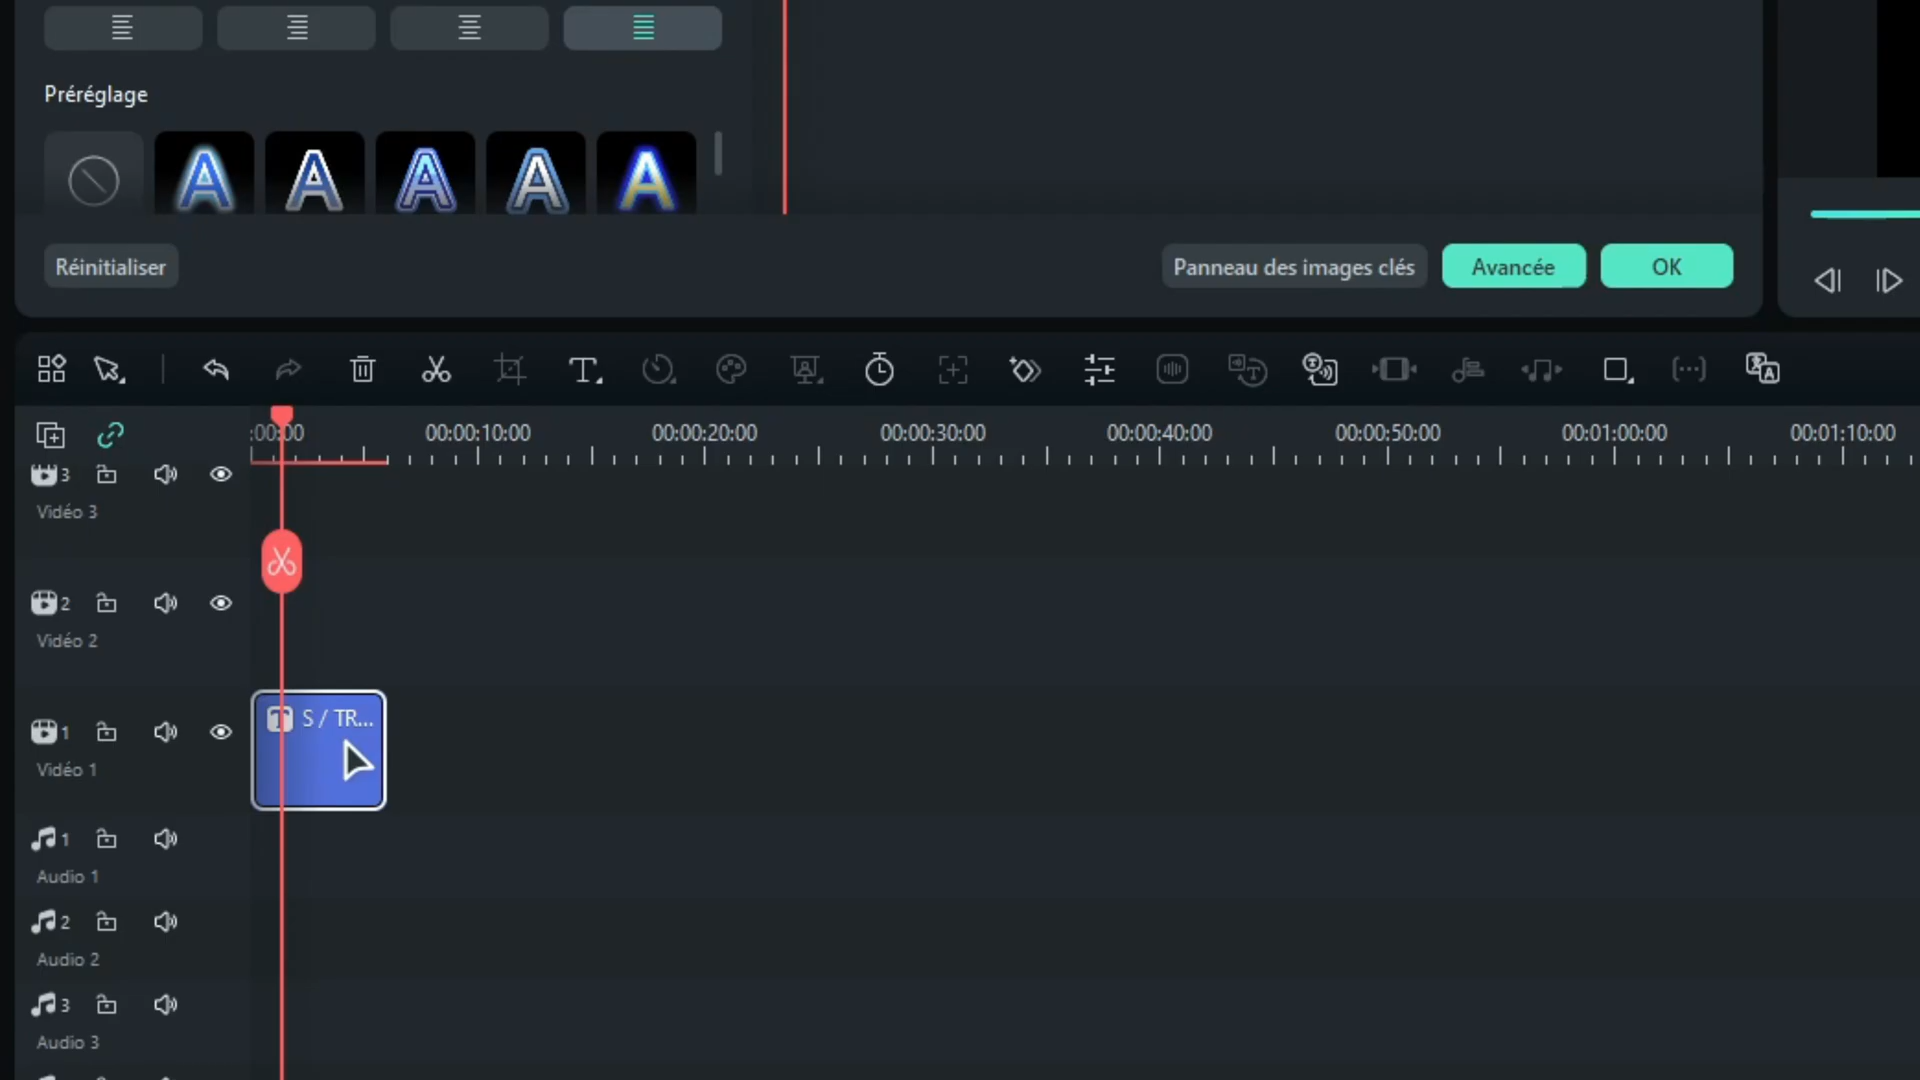 Préréglage
A A A A A
Réinitialiser
Panneau des images clés
Avancée
OK
:00:00
00:00:10:00
00:00:20:00
00:00:30:00
00:00:40:00
00:00:50:00
00:01:00:00
00:01:10:00
3
Vidéo 3
2
Vidéo 2
1
Vidéo 1
T S / TR...
1
Audio 1
2
Audio 2
3
Audio 3